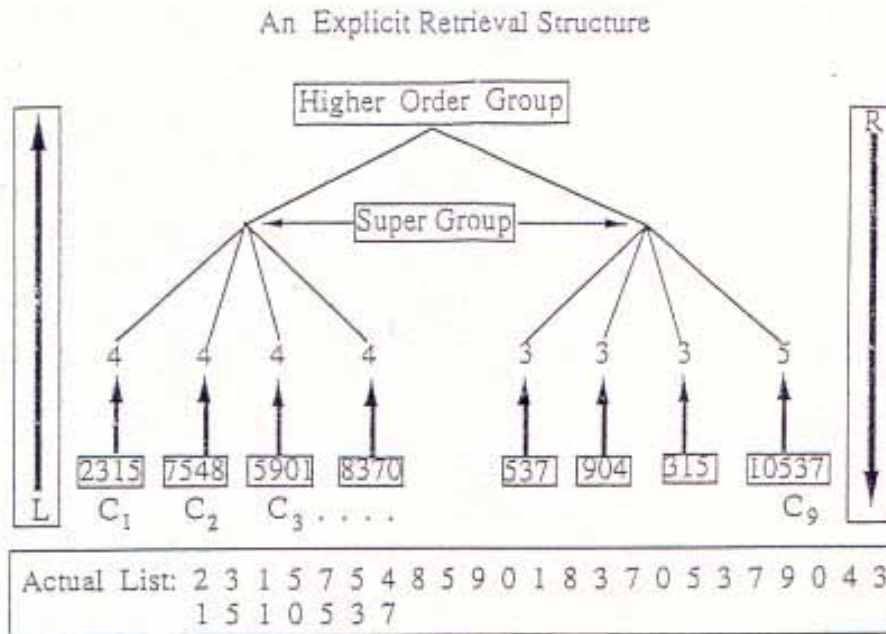 An Explicit Retrieval Structure
Higher Order Group
R
Super Group
4 4 4 4 3 3 3 5
2315 7548 5901 8370 537 904 315 10537
L C₁ C₂ C₃ . . . . C₉
Actual List: 2 3 1 5 7 5 4 8 5 9 0 1 8 3 7 0 5 3 7 9 0 4 3
1 5 1 0 5 3 7